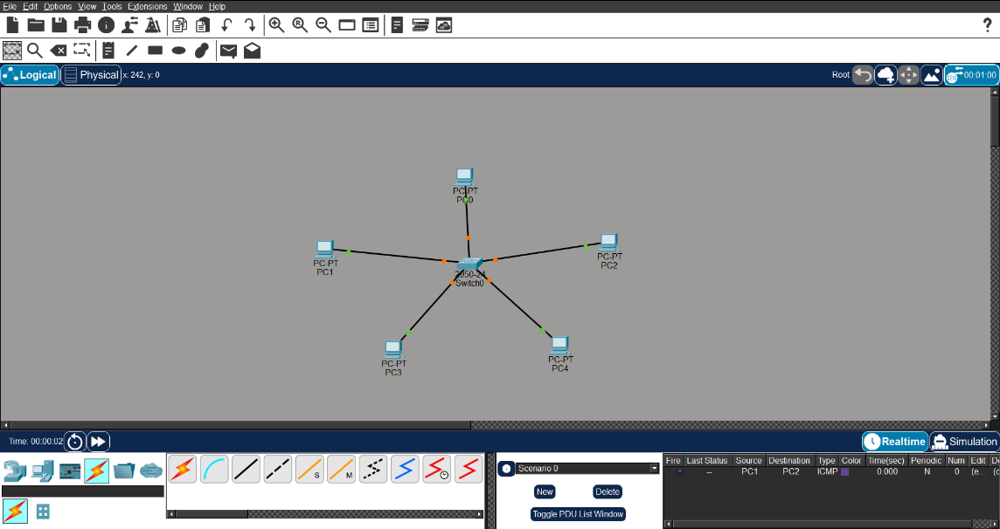 File Edit Options View Tools Extensions Window Help
?
Logical Physical x: 242, y: 0 Root 00:01:00
PC-PT
PC0
PC-PT
PC1
PC-PT
PC2
2950-24
Switch0
PC-PT
PC3
PC-PT
PC4
Time: 00:00:02 Realtime Simulation
S M
Scenario 0
New Delete
Toggle PDU List Window
Fire Last Status Source Destination Type Color Time(sec) Periodic Num Edit De
-- PC1 PC2 ICMP 0.000 N 0 (e... (c